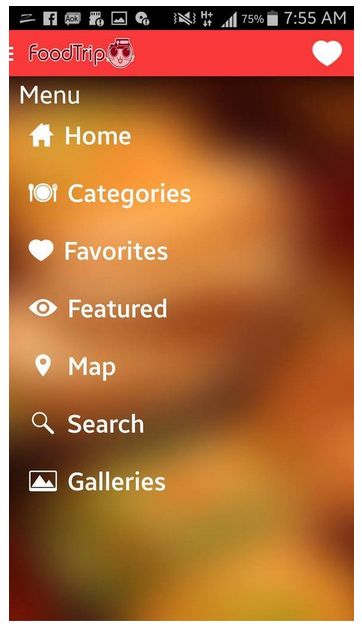 H+ 75% 7:55 AM
FoodTrip
Menu
Home
Categories
Favorites
Featured
Map
Search
Galleries